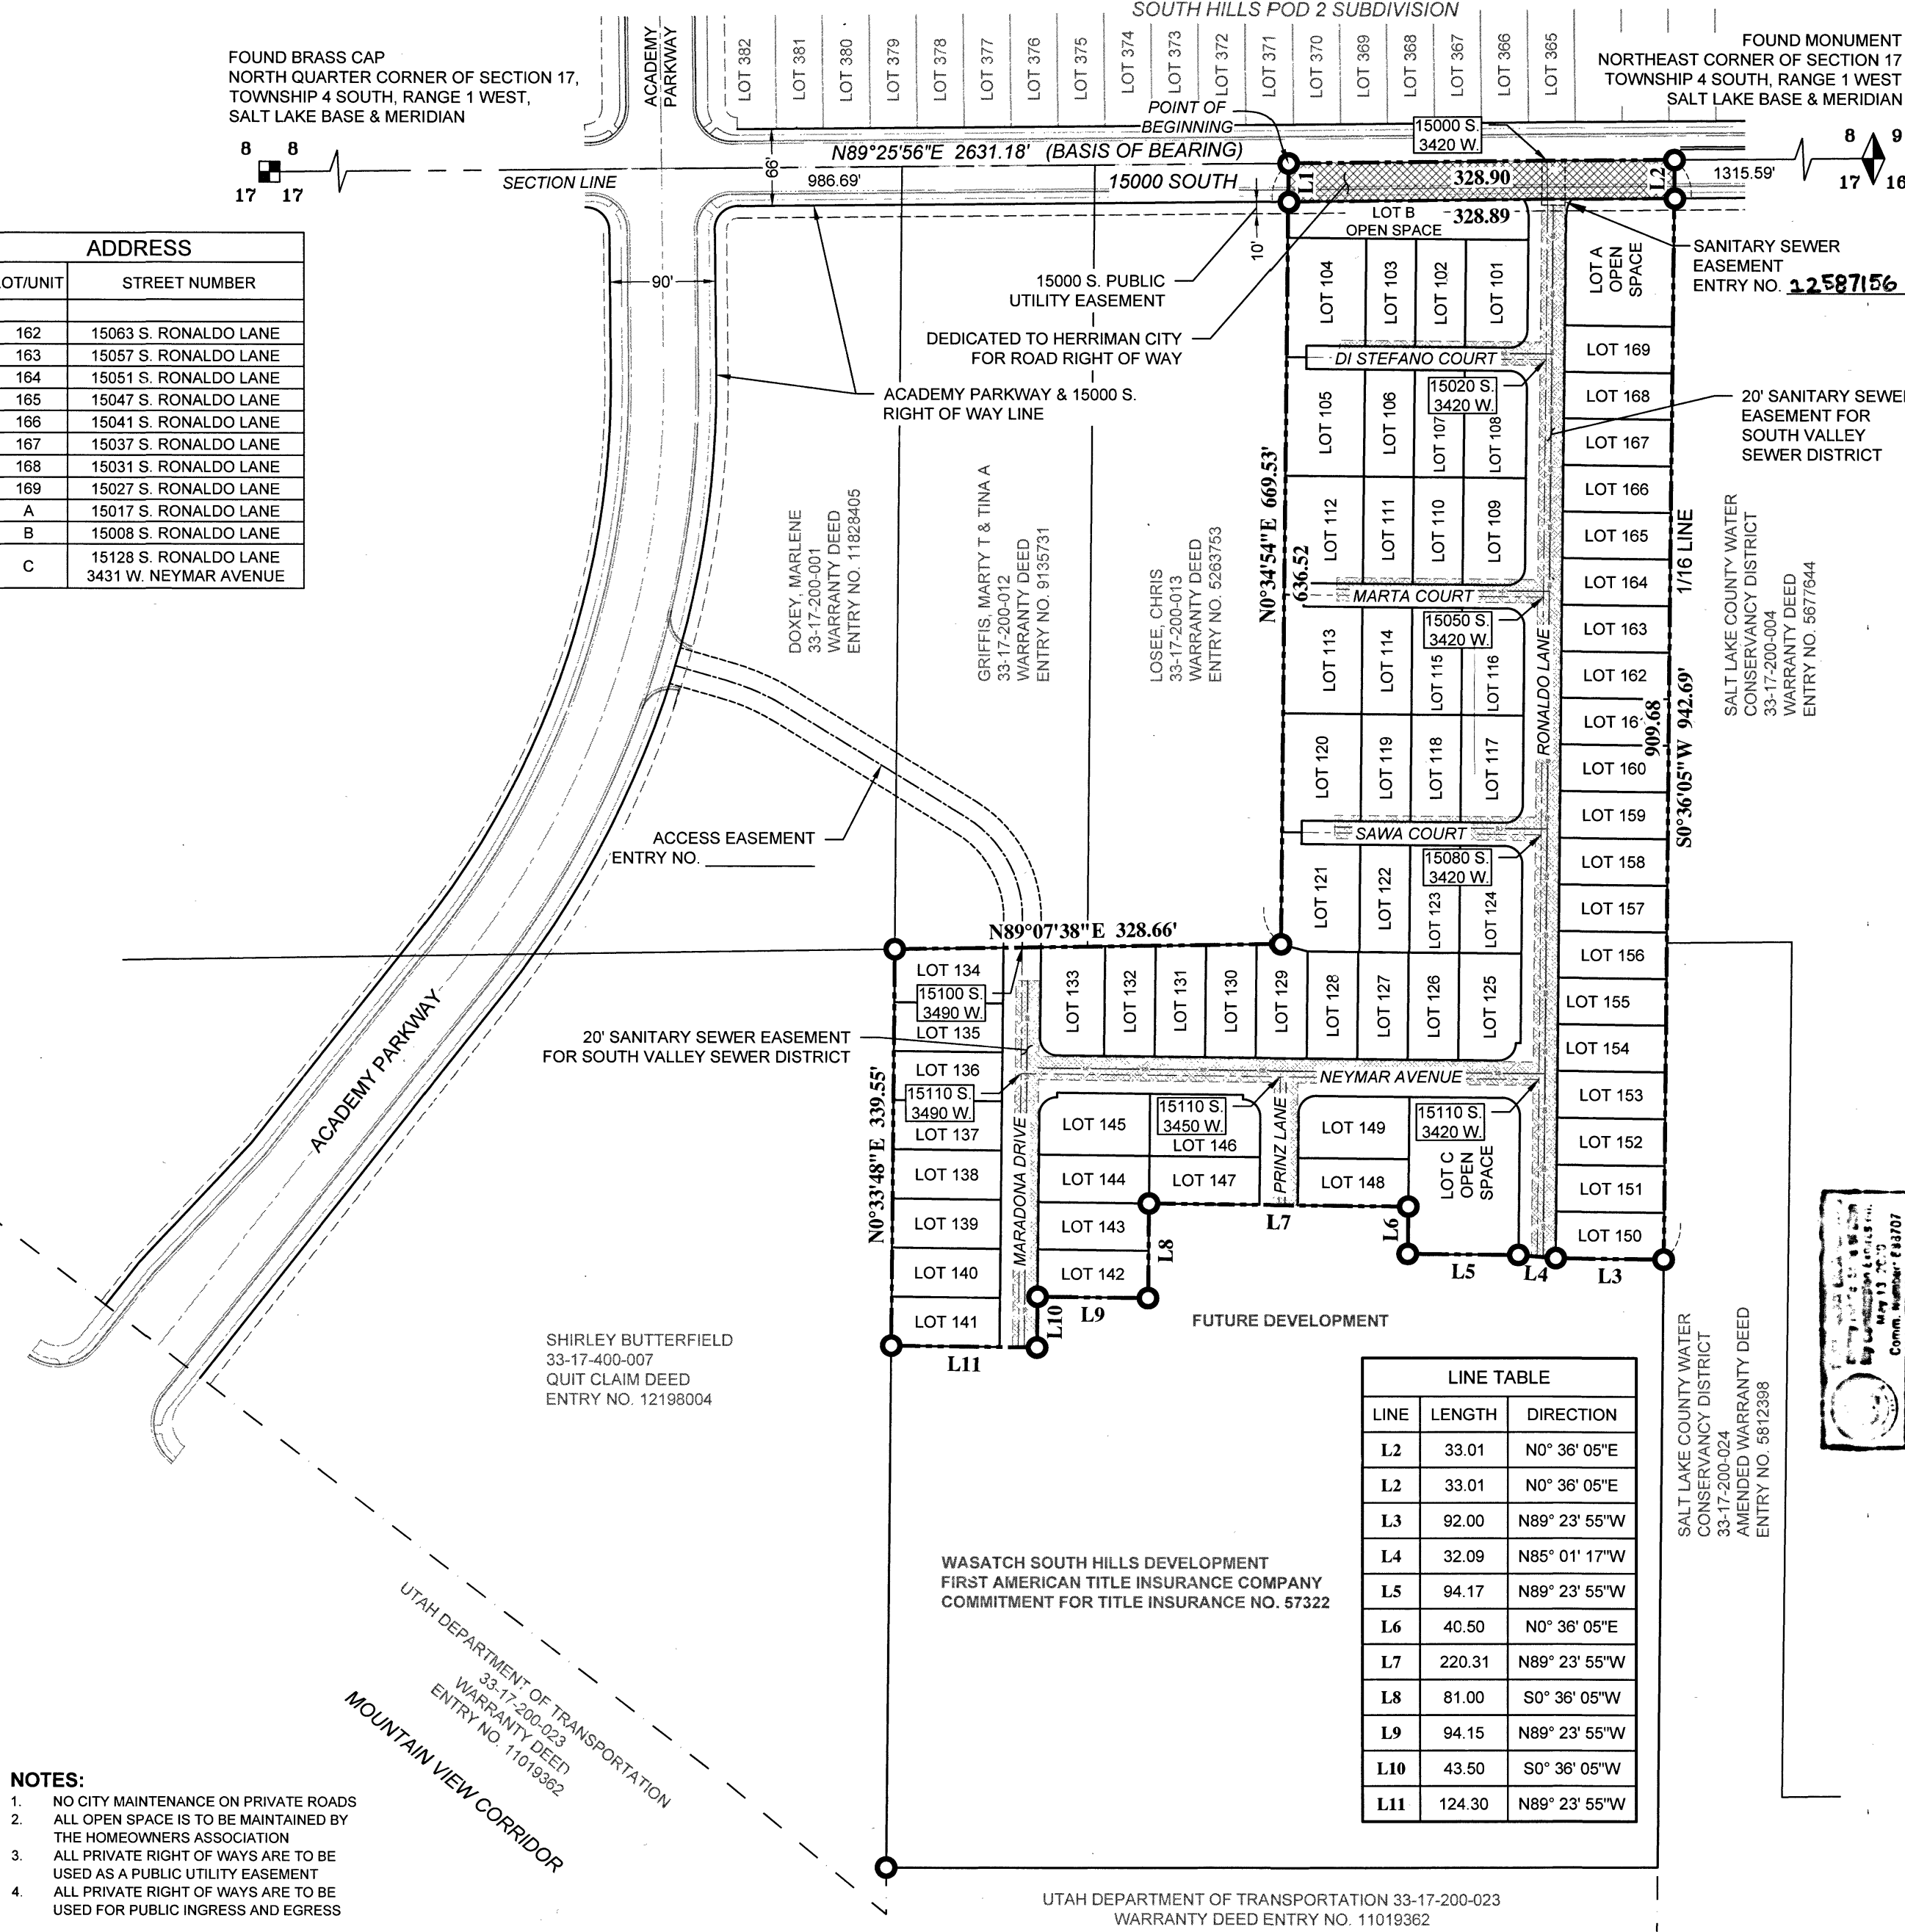 SOUTH HILLS POD 2 SUBDIVISION
FOUND BRASS CAP
NORTH QUARTER CORNER OF SECTION 17,
TOWNSHIP 4 SOUTH, RANGE 1 WEST,
SALT LAKE BASE & MERIDIAN
8 8
17 17
ACADEMY
PARKWAY
LOT 382
LOT 381
LOT 380
LOT 379
LOT 378
LOT 377
LOT 376
LOT 375
LOT 374
LOT 373
LOT 372
LOT 371
LOT 370
LOT 369
LOT 368
LOT 367
LOT 366
LOT 365
FOUND MONUMENT
NORTHEAST CORNER OF SECTION 17
TOWNSHIP 4 SOUTH, RANGE 1 WEST
SALT LAKE BASE & MERIDIAN
8 9
17 16
POINT OF
BEGINNING
15000 S.
3420 W.
N89°25'56"E 2631.18' (BASIS OF BEARING)
SECTION LINE
66'
986.69'
15000 SOUTH
L1
328.90
L2
1315.59'
LOT B
OPEN SPACE
328.89
10'
90'
ADDRESS
OT/UNIT STREET NUMBER
162 15063 S. RONALDO LANE
163 15057 S. RONALDO LANE
164 15051 S. RONALDO LANE
165 15047 S. RONALDO LANE
166 15041 S. RONALDO LANE
167 15037 S. RONALDO LANE
168 15031 S. RONALDO LANE
169 15027 S. RONALDO LANE
A 15017 S. RONALDO LANE
B 15008 S. RONALDO LANE
C 15128 S. RONALDO LANE
3431 W. NEYMAR AVENUE
15000 S. PUBLIC
UTILITY EASEMENT
DEDICATED TO HERRIMAN CITY
FOR ROAD RIGHT OF WAY
ACADEMY PARKWAY & 15000 S.
RIGHT OF WAY LINE
SANITARY SEWER
EASEMENT
ENTRY NO. 12587156
20' SANITARY SEWE
EASEMENT FOR
SOUTH VALLEY
SEWER DISTRICT
LOT A
OPEN
SPACE
LOT 104
LOT 103
LOT 102
LOT 101
DI STEFANO COURT
15020 S.
3420 W.
LOT 105
LOT 106
LOT 107
LOT 108
LOT 112
LOT 111
LOT 110
LOT 109
MARTA COURT
15050 S.
3420 W.
LOT 113
LOT 114
LOT 115
LOT 116
LOT 120
LOT 119
LOT 118
LOT 117
SAWA COURT
15080 S.
3420 W.
LOT 121
LOT 122
LOT 123
LOT 124
RONALDO LANE
LOT 169
LOT 168
LOT 167
LOT 166
LOT 165
LOT 164
LOT 163
LOT 162
LOT 16
LOT 160
LOT 159
LOT 158
LOT 157
LOT 156
LOT 155
LOT 154
LOT 153
LOT 152
LOT 151
LOT 150
N0°34'54"E 669.53'
636.52
1/16 LINE
909.68
S0°36'05"W 942.69'
DOXEY, MARLENE
33-17-200-001
WARRANTY DEED
ENTRY NO. 11828405
GRIFFIS, MARTY T & TINA A
33-17-200-012
WARRANTY DEED
ENTRY NO. 9135731
LOSEE, CHRIS
33-17-200-013
WARRANTY DEED
ENTRY NO. 5263753
SALT LAKE COUNTY WATER
CONSERVANCY DISTRICT
33-17-200-004
WARRANTY DEED
ENTRY NO. 5677644
ACCESS EASEMENT
ENTRY NO.
N89°07'38"E 328.66'
LOT 134
15100 S.
3490 W.
LOT 135
LOT 136
15110 S.
3490 W.
LOT 137
LOT 138
LOT 139
LOT 140
LOT 141
20' SANITARY SEWER EASEMENT
FOR SOUTH VALLEY SEWER DISTRICT
N0°33'48"E 339.55'
LOT 133
LOT 132
LOT 131
LOT 130
LOT 129
LOT 128
LOT 127
LOT 126
LOT 125
NEYMAR AVENUE
MARADONA DRIVE
LOT 145
LOT 144
LOT 143
LOT 142
15110 S.
3450 W.
LOT 146
LOT 147
PRINZ LANE
LOT 149
LOT 148
15110 S.
3420 W.
LOT C
OPEN
SPACE
L7
L6
L8
L5
L4
L3
L10
L9
L11
FUTURE DEVELOPMENT
ACADEMY PARKWAY
SHIRLEY BUTTERFIELD
33-17-400-007
QUIT CLAIM DEED
ENTRY NO. 12198004
May 13
Comm. Number
LINE TABLE
LINE LENGTH DIRECTION
L2 33.01 N0° 36' 05"E
L2 33.01 N0° 36' 05"E
L3 92.00 N89° 23' 55"W
L4 32.09 N85° 01' 17"W
L5 94.17 N89° 23' 55"W
L6 40.50 N0° 36' 05"E
L7 220.31 N89° 23' 55"W
L8 81.00 S0° 36' 05"W
L9 94.15 N89° 23' 55"W
L10 43.50 S0° 36' 05"W
L11 124.30 N89° 23' 55"W
SALT LAKE COUNTY WATER
CONSERVANCY DISTRICT
33-17-200-024
AMENDED WARRANTY DEED
ENTRY NO. 5812398
WASATCH SOUTH HILLS DEVELOPMENT
FIRST AMERICAN TITLE INSURANCE COMPANY
COMMITMENT FOR TITLE INSURANCE NO. 57322
UTAH DEPARTMENT OF TRANSPORTATION
33-17-200-023
WARRANTY DEED
ENTRY NO. 11019362
MOUNTAIN VIEW CORRIDOR
NOTES:
1. NO CITY MAINTENANCE ON PRIVATE ROADS
2. ALL OPEN SPACE IS TO BE MAINTAINED BY
THE HOMEOWNERS ASSOCIATION
3. ALL PRIVATE RIGHT OF WAYS ARE TO BE
USED AS A PUBLIC UTILITY EASEMENT
4. ALL PRIVATE RIGHT OF WAYS ARE TO BE
USED FOR PUBLIC INGRESS AND EGRESS
UTAH DEPARTMENT OF TRANSPORTATION 33-17-200-023
WARRANTY DEED ENTRY NO. 11019362